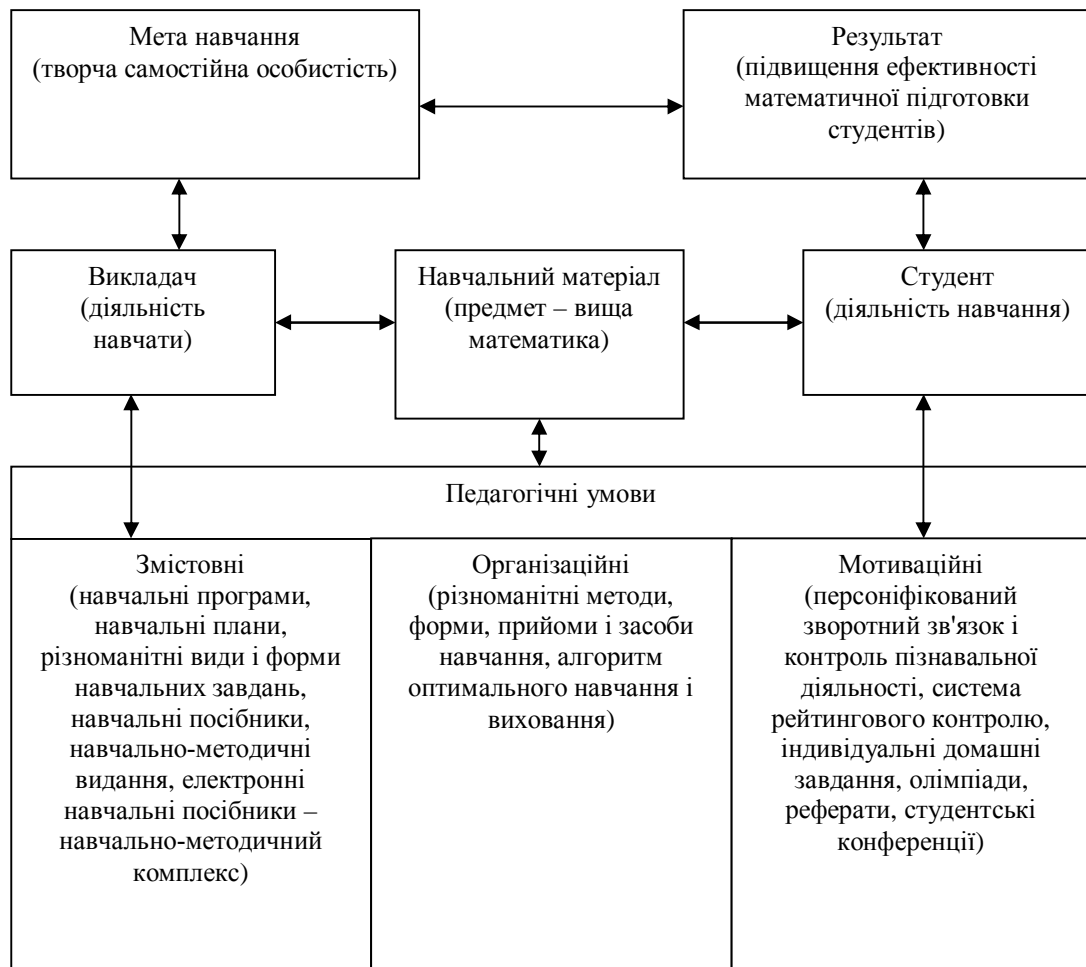 Мета навчання
(творча самостійна особистість)
Результат
(підвищення ефективності
математичної підготовки
студентів)
Викладач
(діяльність
навчати)
Навчальний матеріал
(предмет – вища
математика)
Студент
(діяльність навчання)
Педагогічні умови
Змістовні
(навчальні програми,
навчальні плани,
різноманітні види і форми
навчальних завдань,
навчальні посібники,
навчально-методичні
видання, електронні
навчальні посібники –
навчально-методичний
комплекс)
Організаційні
(різноманітні методи,
форми, прийоми і засоби
навчання, алгоритм
оптимального навчання і
виховання)
Мотиваційні
(персоніфікований
зворотний зв'язок і
контроль пізнавальної
діяльності, система
рейтингового контролю,
індивідуальні домашні
завдання, олімпіади,
реферати, студентські
конференції)